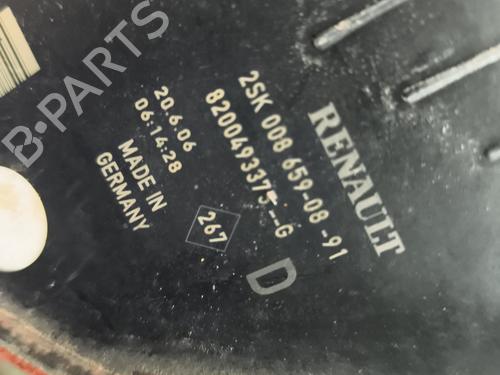 RENAULT
2SK 008 659-08-91
8200493375--G
267
D
20.6.06
06:14:28
MADE IN
GERMANY
B-PARTS